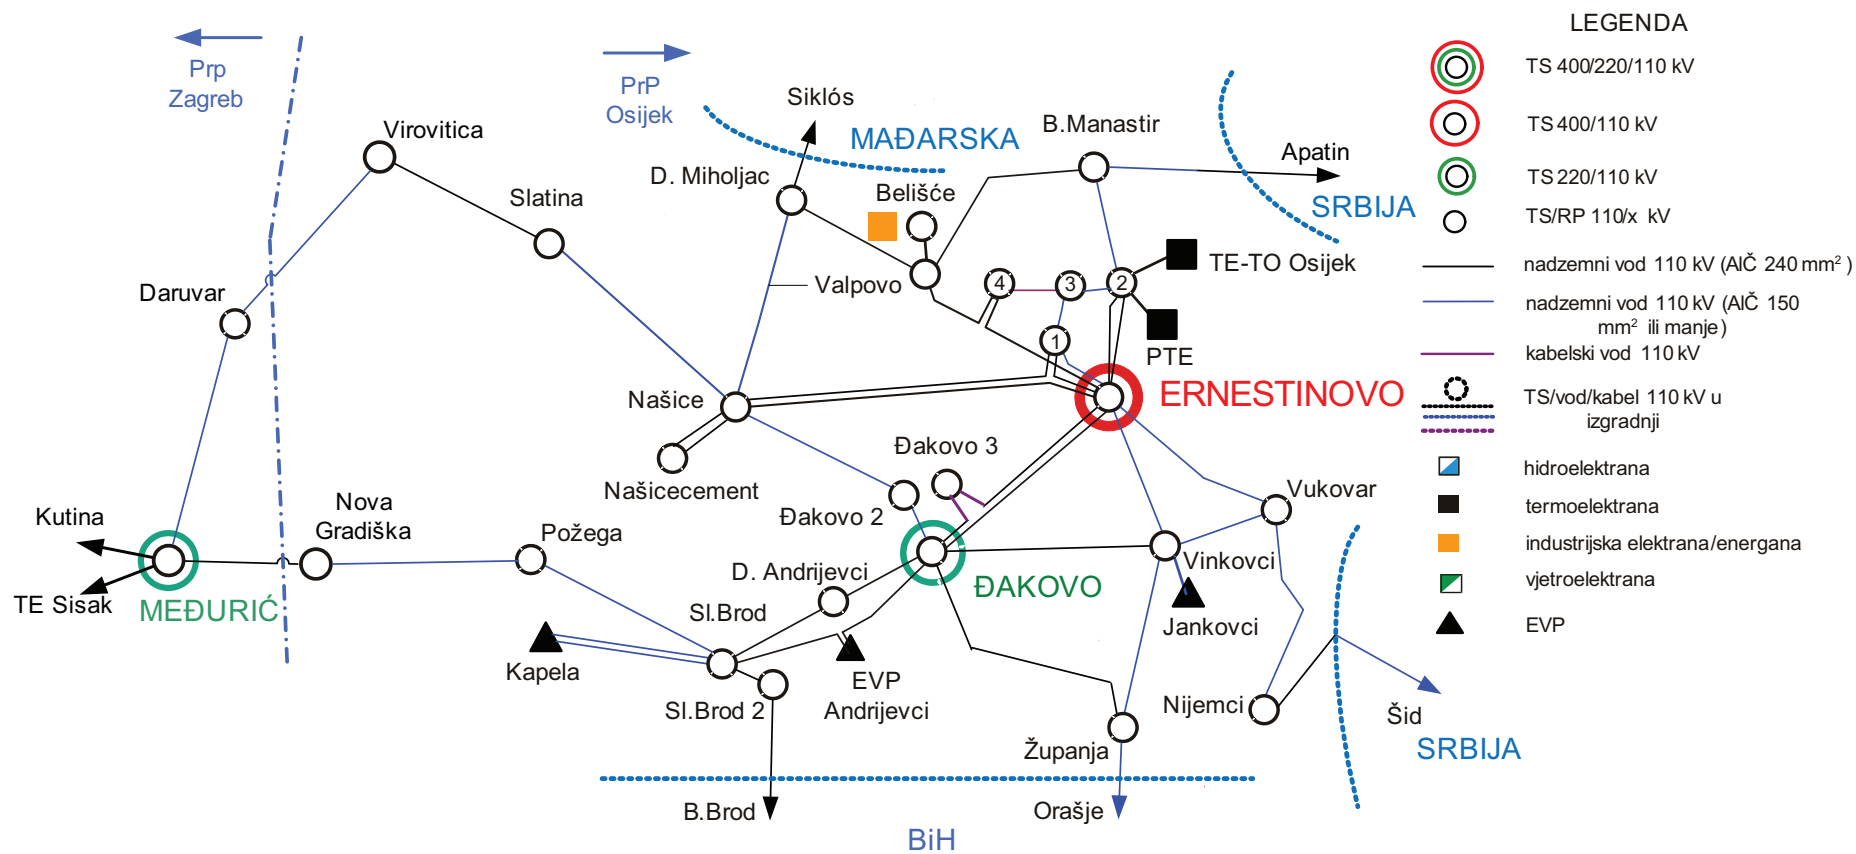 Prp
Zagreb
PrP
Osijek
Siklós
MAĐARSKA
B.Manastir
Apatin
SRBIJA
Virovitica
D. Miholjac
Belišće
Slatina
TE-TO Osijek
Daruvar
Valpovo
4
3
2
1
PTE
Našice
ERNESTINOVO
Đakovo 3
Našicecement
Đakovo 2
Vukovar
Kutina
Nova
Gradiška
Požega
Vinkovci
D. Andrijevci
ĐAKOVO
TE Sisak
MEĐURIĆ
Sl.Brod
Jankovci
Kapela
EVP
Andrijevci
Sl.Brod 2
Nijemci
Šid
SRBIJA
Županja
B.Brod
Orašje
BiH
LEGENDA
TS 400/220/110 kV
TS 400/110 kV
TS 220/110 kV
TS/RP 110/x kV
nadzemni vod 110 kV (AlČ 240 mm² )
nadzemni vod 110 kV (AlČ 150
mm² ili manje)
kabelski vod 110 kV
TS/vod/kabel 110 kV u
izgradnji
hidroelektrana
termoelektrana
industrijska elektrana/energana
vjetroelektrana
EVP